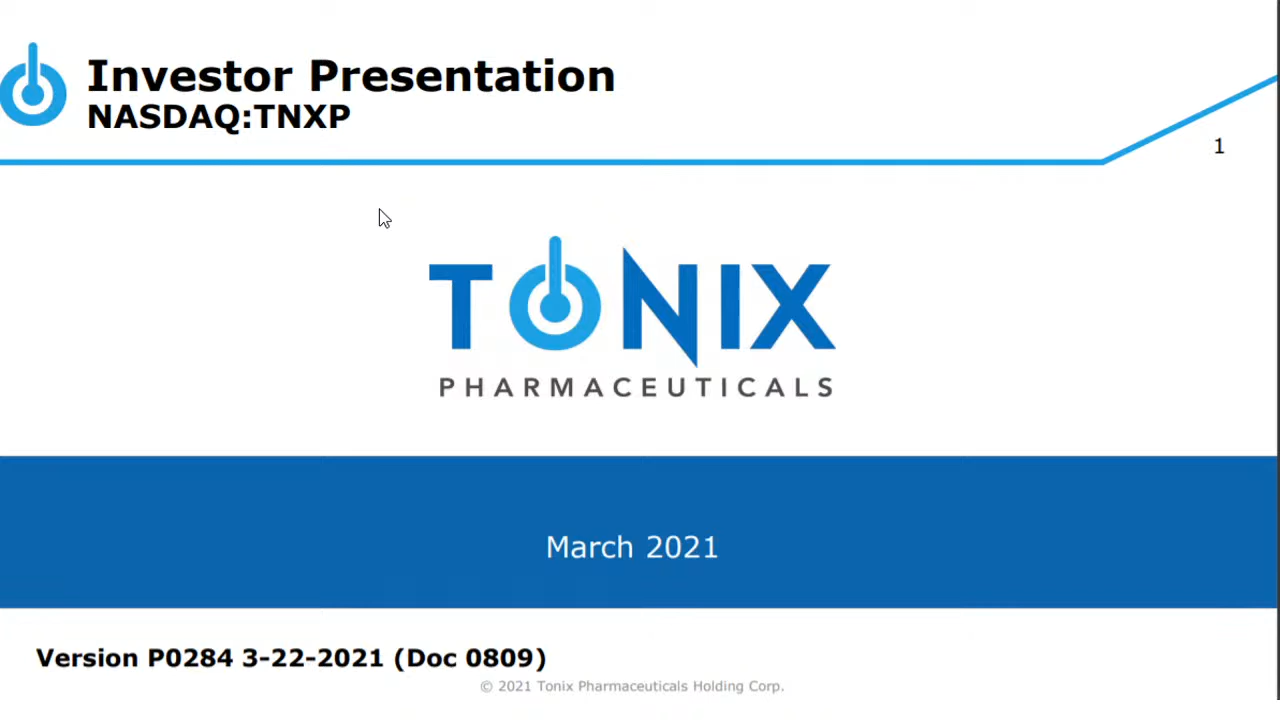 Investor Presentation
NASDAQ:TNXP
1
TONIX
PHARMACEUTICALS
March 2021
Version P0284 3-22-2021 (Doc 0809)
© 2021 Tonix Pharmaceuticals Holding Corp.